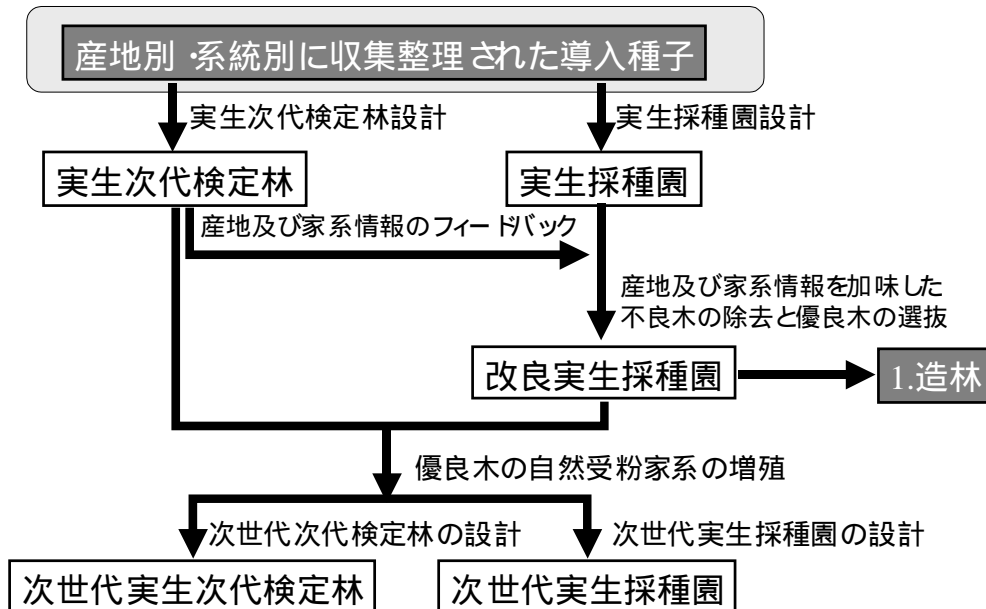 産地別・系統別に収集整理された導入種子
実生次代検定林設計
実生採種園設計
実生次代検定林
実生採種園
産地及び家系情報のフィードバック
産地及び家系情報を加味した
不良木の除去と優良木の選抜
改良実生採種園
1.造林
優良木の自然受粉家系の増殖
次世代次代検定林の設計
次世代実生採種園の設計
次世代実生次代検定林
次世代実生採種園